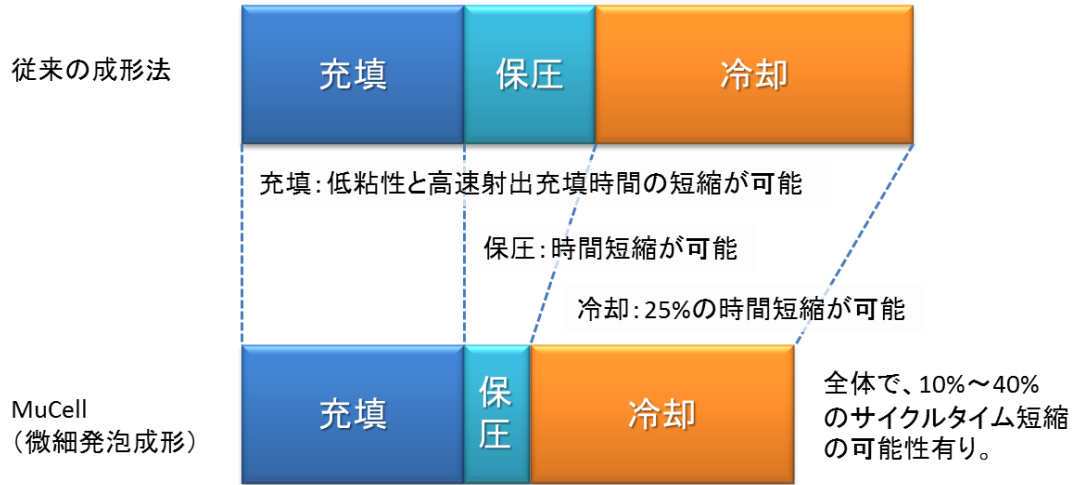 従来の成形法
充填
保圧
冷却
充填：低粘性と高速射出充填時間の短縮が可能
保圧：時間短縮が可能
冷却：25%の時間短縮が可能
MuCell
（微細発泡成形）
充填
保
圧
冷却
全体で、10%～40%
のサイクルタイム短縮
の可能性有り。